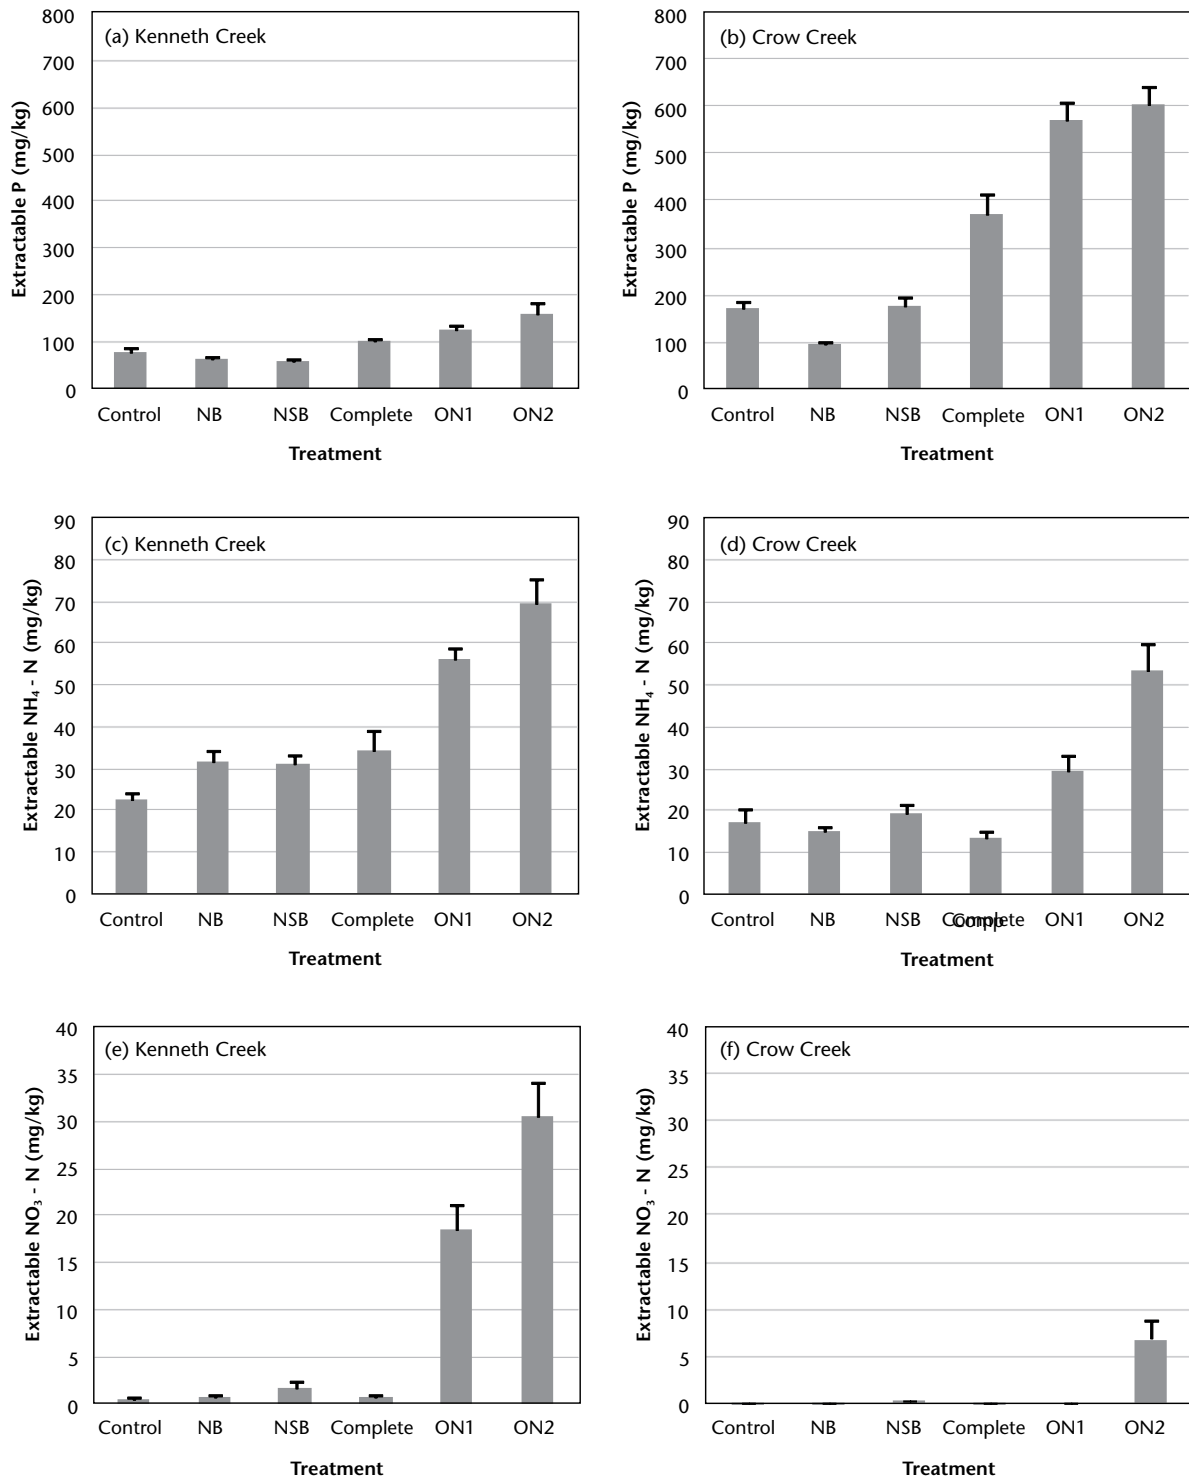 (a) Kenneth Creek
Extractable P (mg/kg)
800
700
600
500
400
300
200
100
0
Control NB NSB Complete ON1 ON2
Treatment
(b) Crow Creek
Extractable P (mg/kg)
800
700
600
500
400
300
200
100
0
Control NB NSB Complete ON1 ON2
Treatment
(c) Kenneth Creek
Extractable NH₄ - N (mg/kg)
90
80
70
60
50
40
30
20
10
0
Control NB NSB Complete ON1 ON2
Treatment
(d) Crow Creek
Extractable NH₄ - N (mg/kg)
90
80
70
60
50
40
30
20
10
0
Control NB NSB Complete ON1 ON2
Treatment
(e) Kenneth Creek
Extractable NO₃ - N (mg/kg)
40
35
30
25
20
15
10
5
0
Control NB NSB Complete ON1 ON2
Treatment
(f) Crow Creek
Extractable NO₃ - N (mg/kg)
40
35
30
25
20
15
10
5
0
Control NB NSB Complete ON1 ON2
Treatment